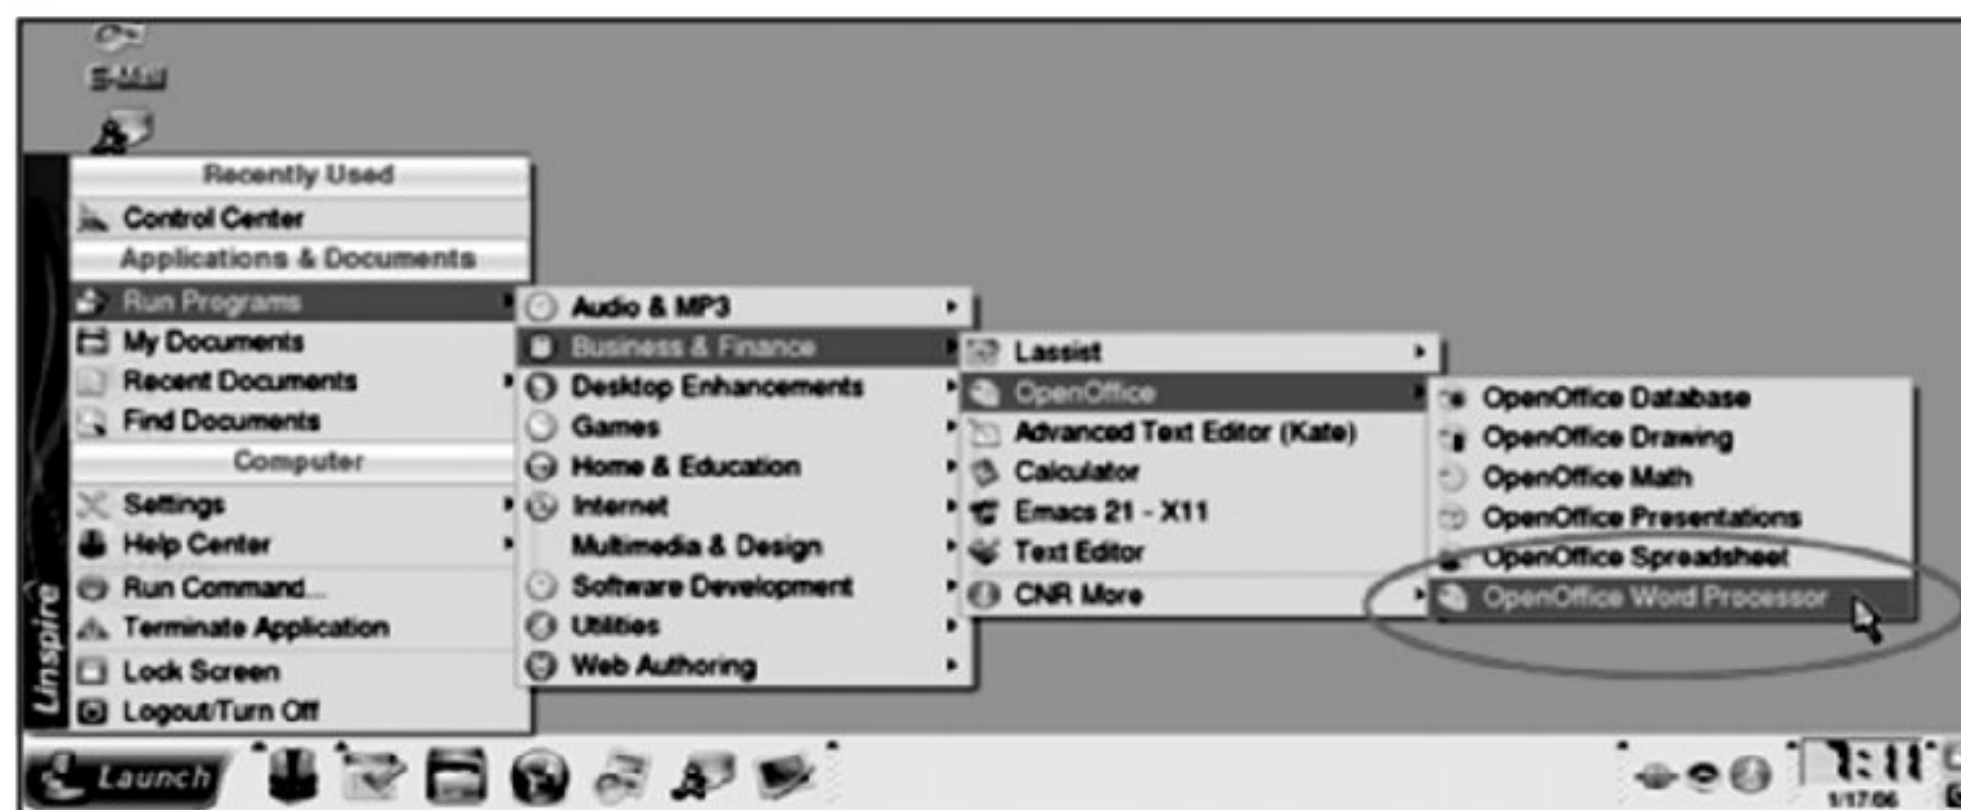 E-Mail
Recently Used
Control Center
Applications & Documents
Run Programs
My Documents
Recent Documents
Find Documents
Computer
Settings
Help Center
Run Command...
Terminate Application
Lock Screen
Logout/Turn Off
Linspire
Audio & MP3
Business & Finance
Desktop Enhancements
Games
Home & Education
Internet
Multimedia & Design
Software Development
Utilities
Web Authoring
Lassist
OpenOffice
Advanced Text Editor (Kate)
Calculator
Emacs 21 - X11
Text Editor
CNR More
OpenOffice Database
OpenOffice Drawing
OpenOffice Math
OpenOffice Presentations
OpenOffice Spreadsheet
OpenOffice Word Processor
Launch
7:11
1/17/06